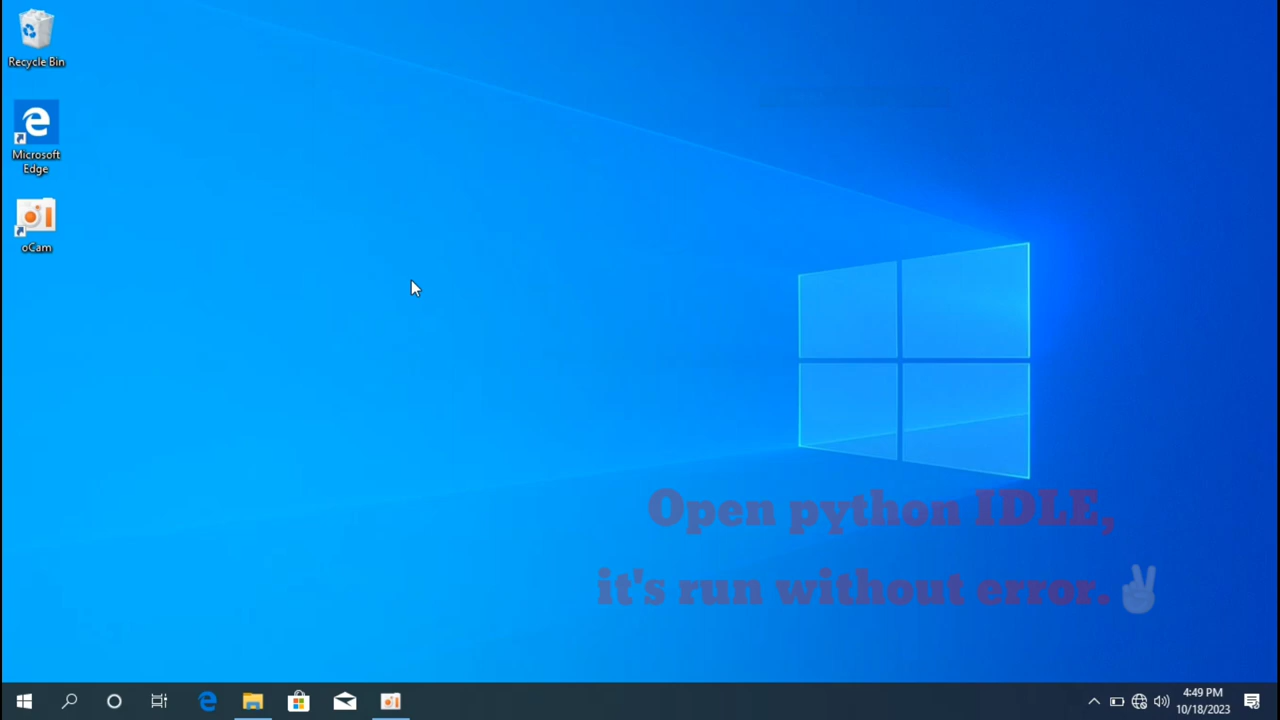 Recycle Bin
Microsoft
Edge
oCam
Open python IDLE,
it's run without error.✌
4:49 PM
10/18/2023